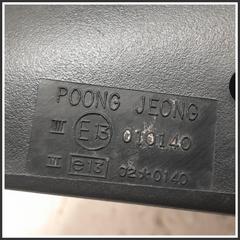 POONG JEONG
III E13 010140
II e13 02*0140